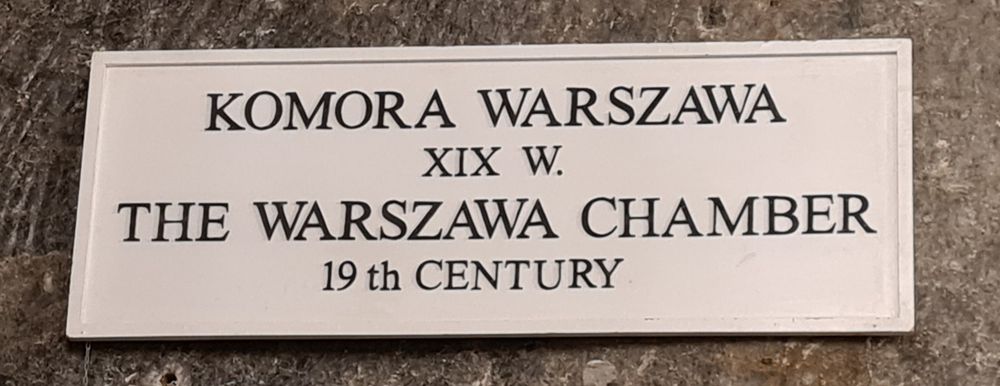 KOMORA WARSZAWA
XIX W.
THE WARSZAWA CHAMBER
19 th CENTURY